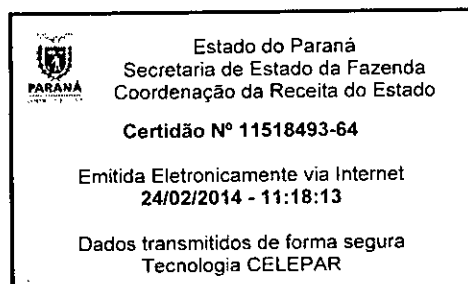 PARANÁ
Estado do Paraná
Secretaria de Estado da Fazenda
Coordenação da Receita do Estado
Certidão Nº 11518493-64
Emitida Eletronicamente via Internet
24/02/2014 - 11:18:13
Dados transmitidos de forma segura
Tecnologia CELEPAR